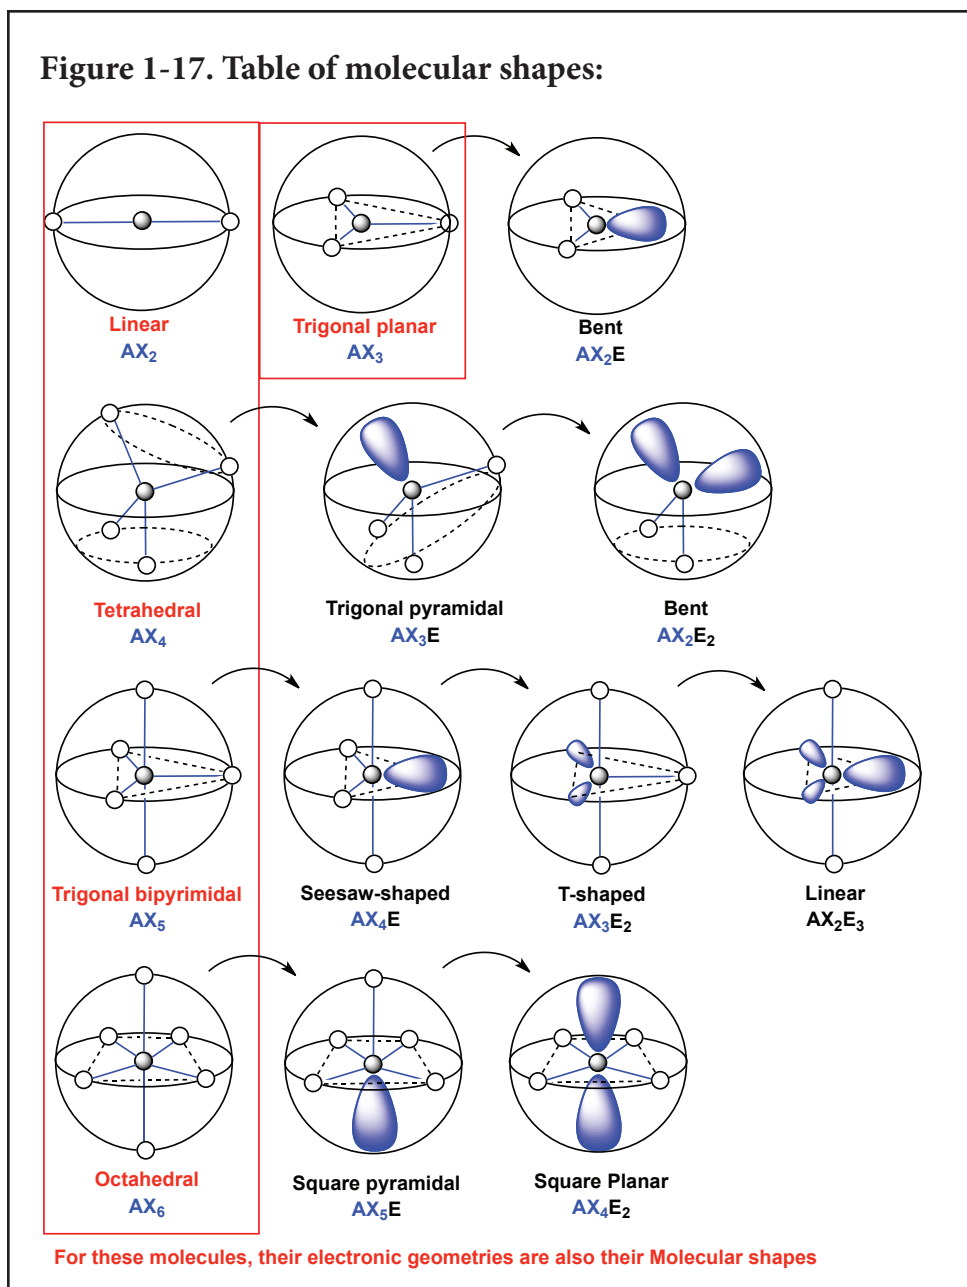 Figure 1-17. Table of molecular shapes:
Linear
AX₂
Trigonal planar
AX₃
Bent
AX₂E
Tetrahedral
AX₄
Trigonal pyramidal
AX₃E
Bent
AX₂E₂
Trigonal bipyrimidal
AX₅
Seesaw-shaped
AX₄E
T-shaped
AX₃E₂
Linear
AX₂E₃
Octahedral
AX₆
Square pyramidal
AX₅E
Square Planar
AX₄E₂
For these molecules, their electronic geometries are also their Molecular shapes